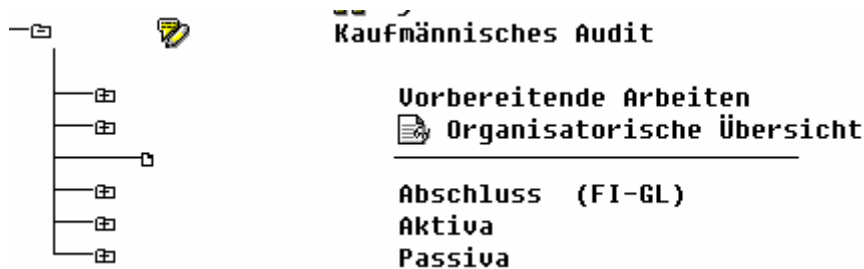 Kaufmännisches Audit
Vorbereitende Arbeiten
Organisatorische Übersicht
Abschluss (FI-GL)
Aktiva
Passiva